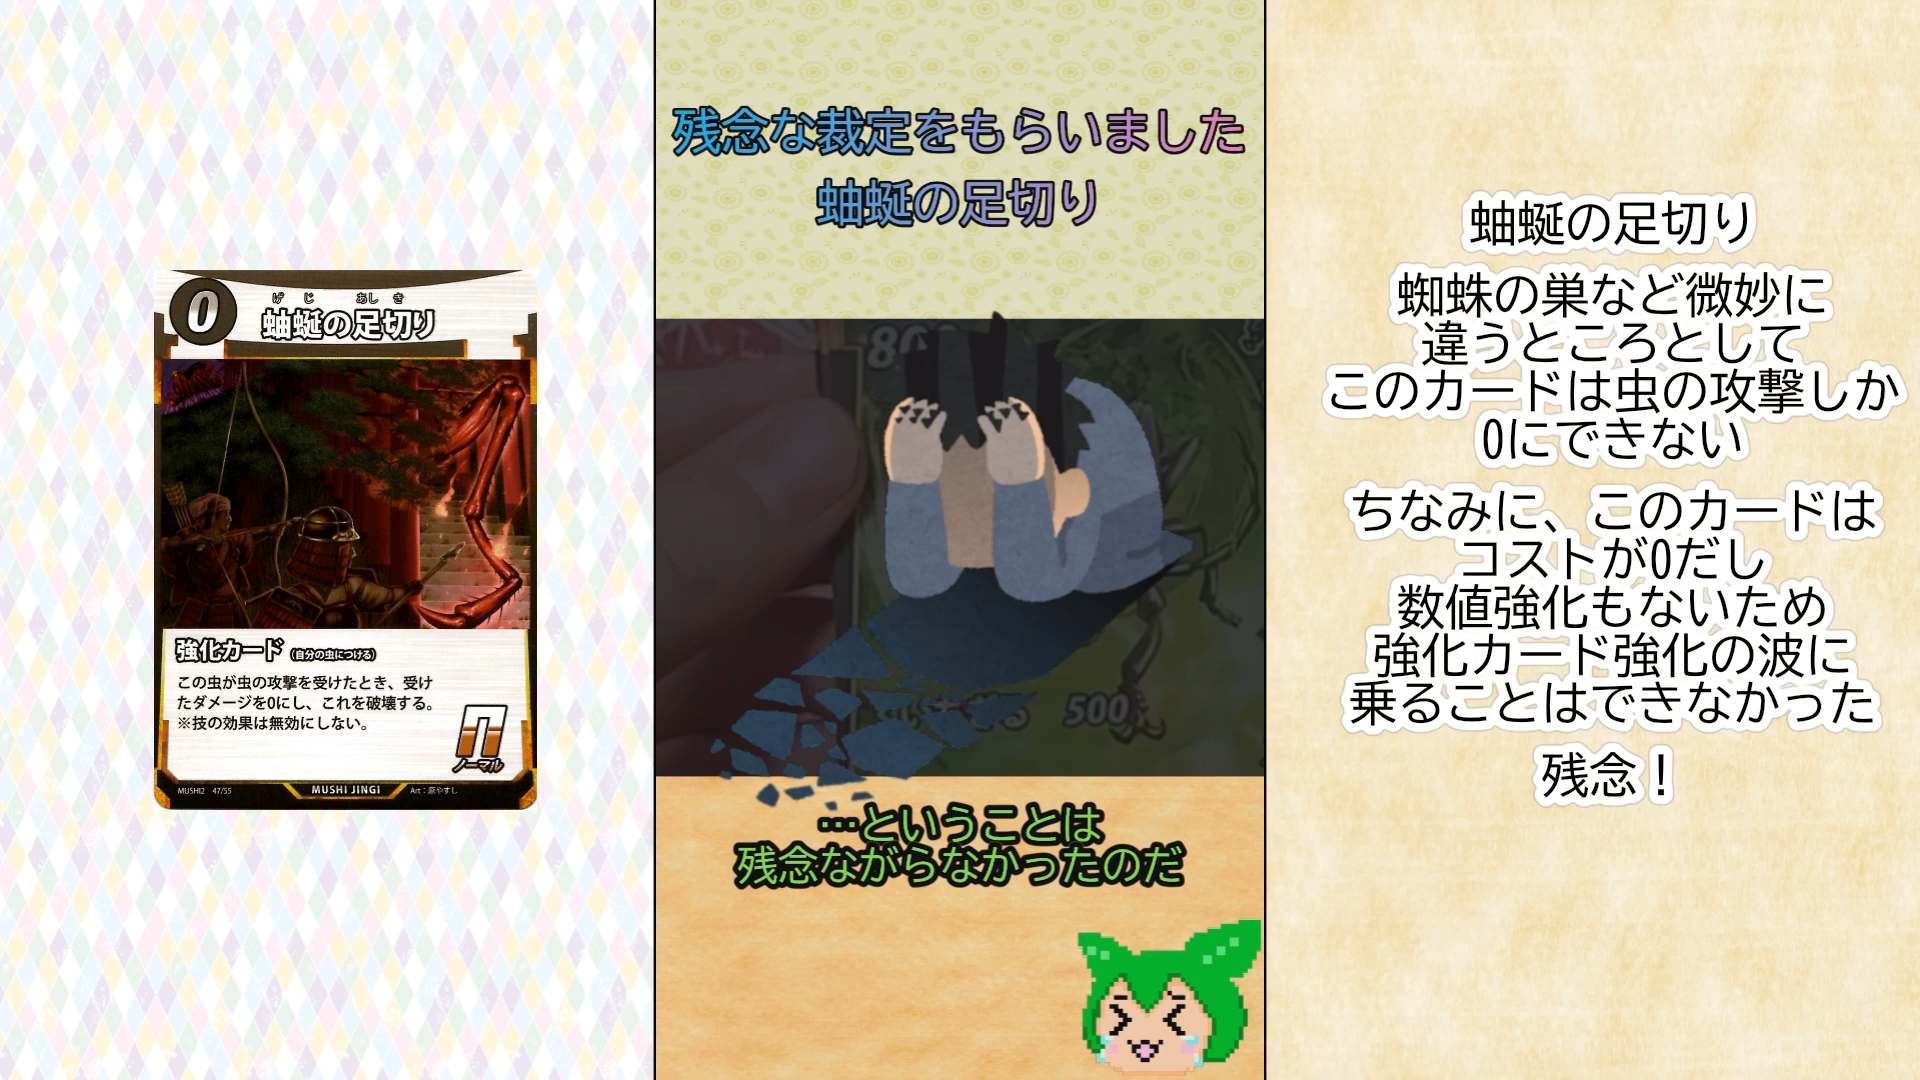 0
げじ あしき
蚰蜒の足切り
強化カード (自分の虫につける)
この虫が虫の攻撃を受けたとき、受け
たダメージを0にし、これを破壊する。
※技の効果は無効にしない。
ノーマル
MUSHI2 47/55
MUSHI JINGI
Art:原やすし
残念な裁定をもらいました
蚰蜒の足切り
500
…ということは
残念ながらなかったのだ
蚰蜒の足切り
蜘蛛の巣など微妙に
違うところとして
このカードは虫の攻撃しか
0にできない
ちなみに、このカードは
コストが0だし
数値強化もないため
強化カード強化の波に
乗ることはできなかった
残念！